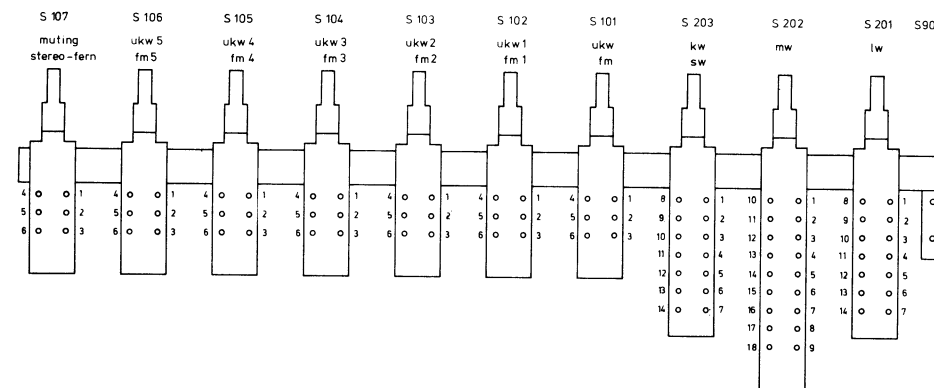 S 107 S 106 S 105 S 104 S 103 S 102 S 101 S 203 S 202 S 201 S90
muting ukw 5 ukw 4 ukw 3 ukw 2 ukw 1 ukw kw mw lw
stereo-fern fm 5 fm 4 fm 3 fm 2 fm 1 fm sw
4 1 4 1 4 1 4 1 4 1 4 1 4 1 8 1 10 1 8 1
5 2 5 2 5 2 5 2 5 2 5 2 5 2 9 2 11 2 9 2
6 3 6 3 6 3 6 3 6 3 6 3 6 3 10 3 12 3 10 3
11 4 13 4 11 4
12 5 14 5 12 5
13 6 15 6 13 6
14 7 16 7 14 7
17 8
18 9